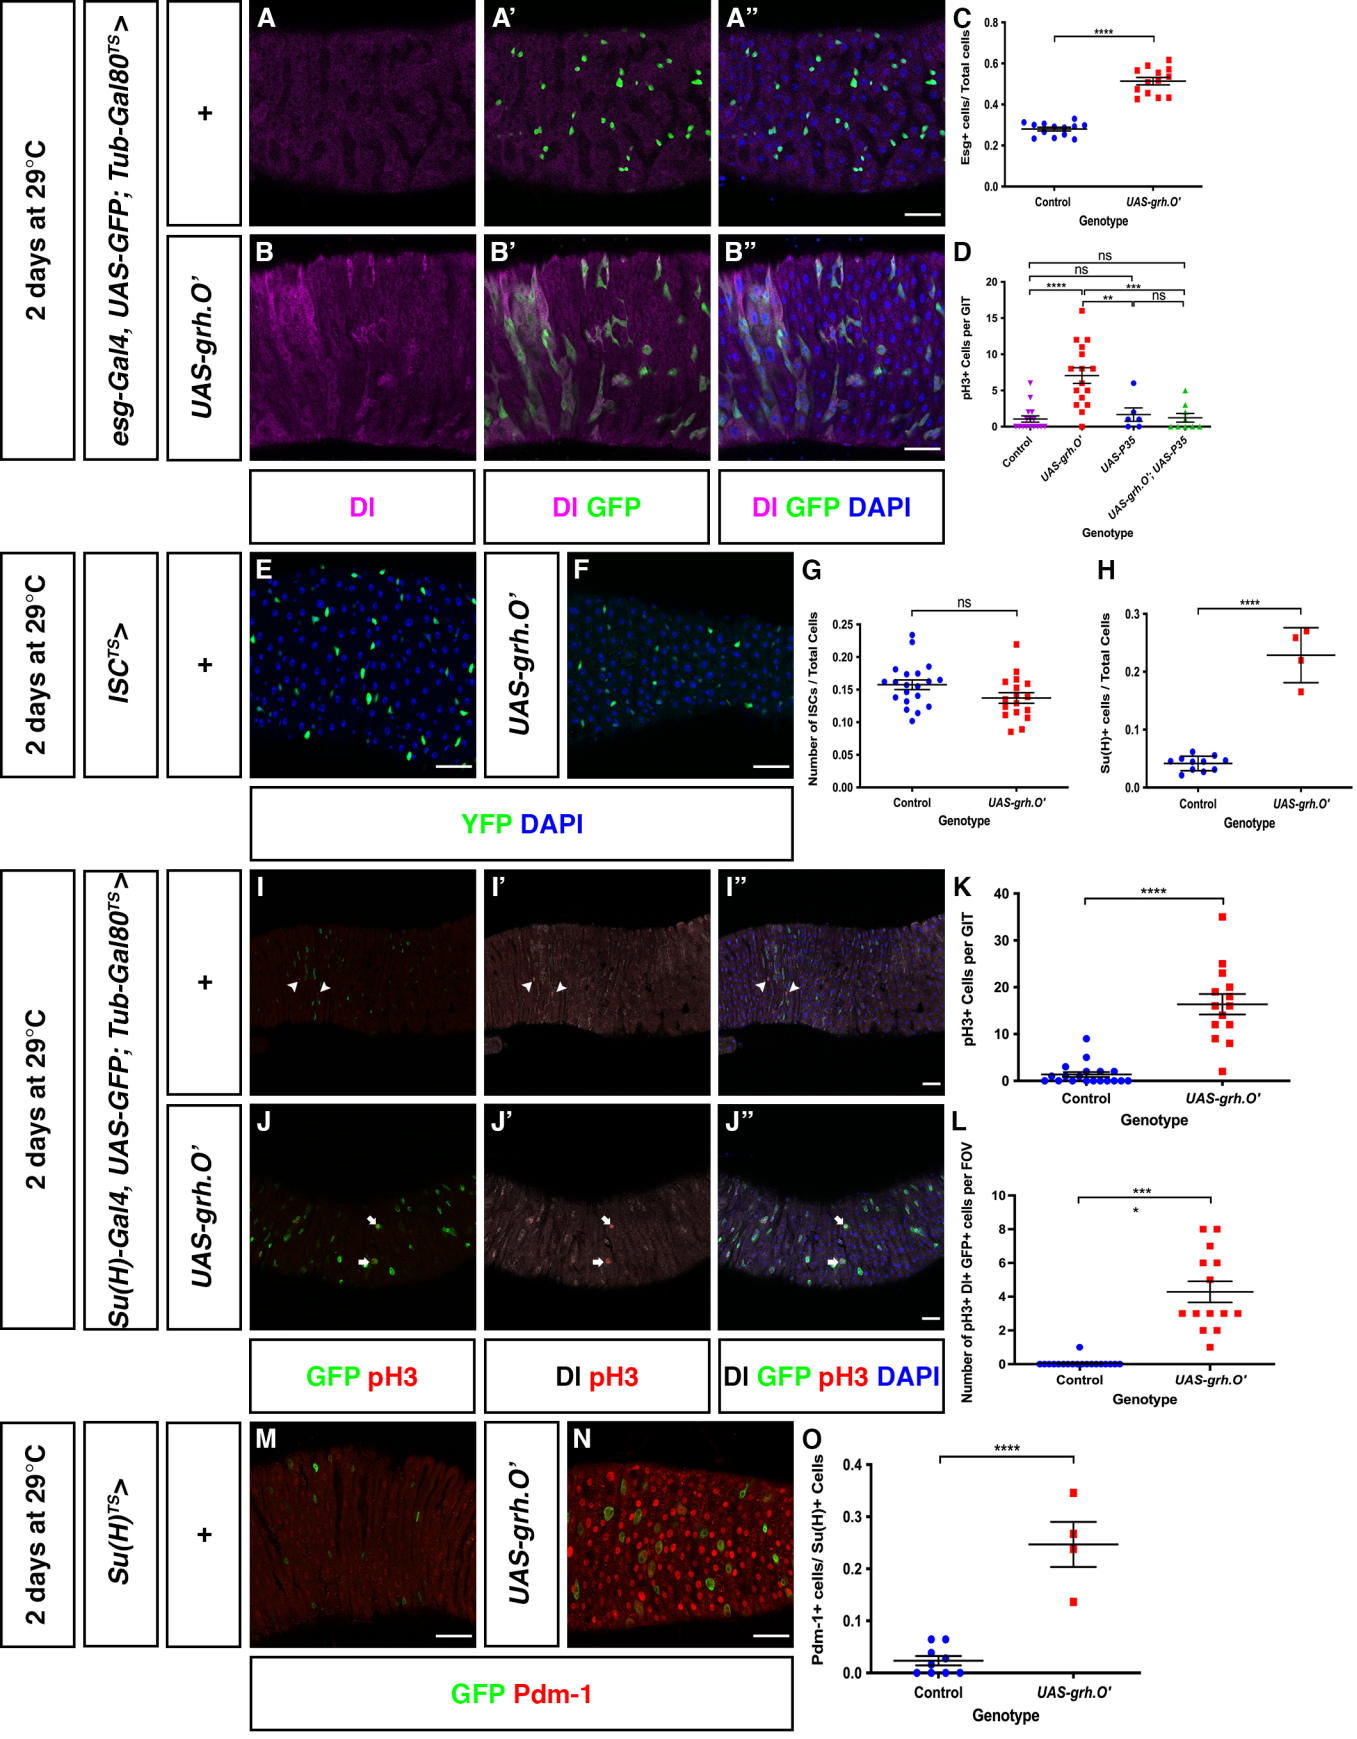 2 days at 29°C
esg-Gal4, UAS-GFP; Tub-Gal80TS>
+
UAS-grh.O’
A
A’
A”
B
B’
B”
Dl
Dl GFP
Dl GFP DAPI
C
Esg+ cells/ Total cells
0.8
0.6
0.4
0.2
0.0
****
Control
UAS-grh.O'
Genotype
D
pH3+ Cells per GIT
20
15
10
5
0
ns
ns
****
***
**
ns
Control
UAS-grh.O'
UAS-P35
UAS-grh.O'; UAS-P35
Genotype
2 days at 29°C
ISCTS>
+
E
UAS-grh.O’
F
YFP DAPI
G
Number of ISCs / Total Cells
0.25
0.20
0.15
0.10
0.05
0.00
ns
Control
UAS-grh.O'
Genotype
H
Su(H)+ cells / Total Cells
0.3
0.2
0.1
0.0
****
Control
UAS-grh.O'
Genotype
2 days at 29°C
Su(H)-Gal4, UAS-GFP; Tub-Gal80TS>
+
UAS-grh.O’
I
I’
I”
J
J’
J”
GFP pH3
Dl pH3
Dl GFP pH3 DAPI
K
pH3+ Cells per GIT
40
30
20
10
0
****
Control
UAS-grh.O'
Genotype
L
Number of pH3+ Dl+ GFP+ cells per FOV
10
8
6
4
2
0
***
*
Control
UAS-grh.O'
Genotype
2 days at 29°C
Su(H)TS>
+
M
UAS-grh.O’
N
GFP Pdm-1
O
Pdm-1+ cells/ Su(H)+ Cells
0.4
0.3
0.2
0.1
0.0
****
Control
UAS-grh.O'
Genotype